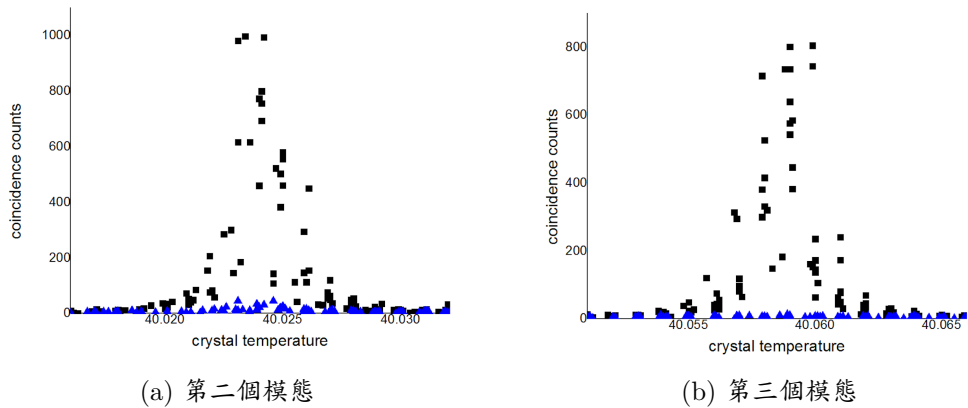 1000
800
600
400
200
0
coincidence counts
40.020 40.025 40.030
crystal temperature
(a) 第二個模態
800
600
400
200
0
coincidence counts
40.055 40.060 40.065
crystal temperature
(b) 第三個模態